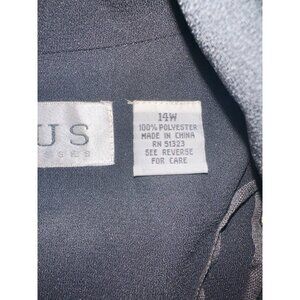 US
14W
100% POLYESTER
MADE IN CHINA
RN 51323
SEE REVERSE
FOR CARE